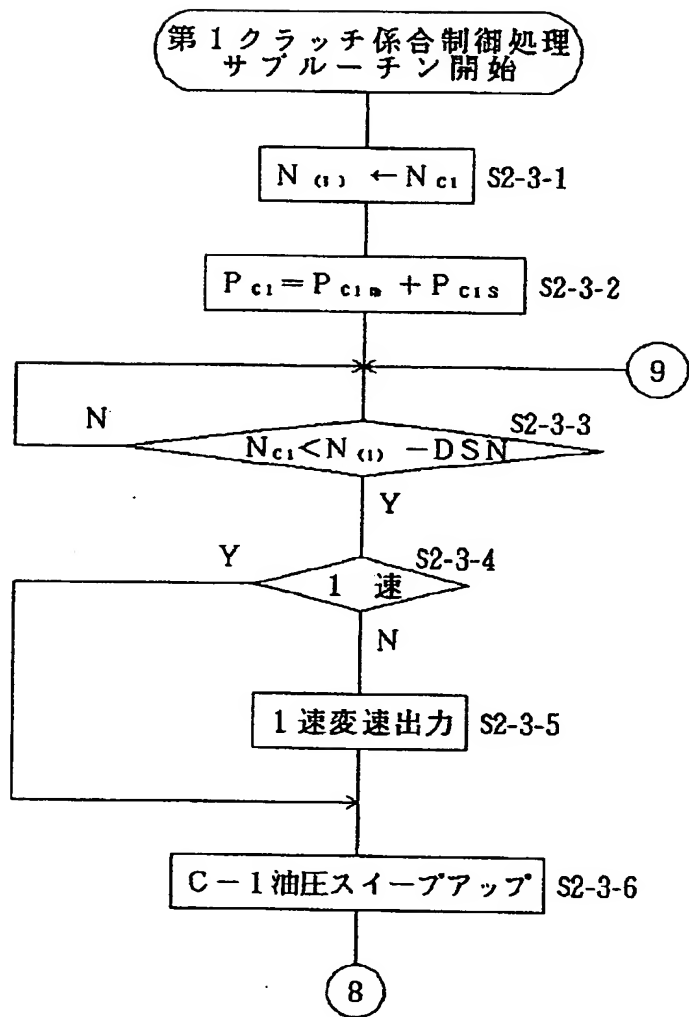 第1クラッチ係合制御処理
サブルーチン開始
N(i) ←NC1 S2-3-1
PC1=PC1m + PC1S S2-3-2
9
N
S2-3-3
NC1<N(i) －DSN
Y
Y
S2-3-4
1 速
N
1速変速出力 S2-3-5
C－1油圧スイープアップ S2-3-6
8